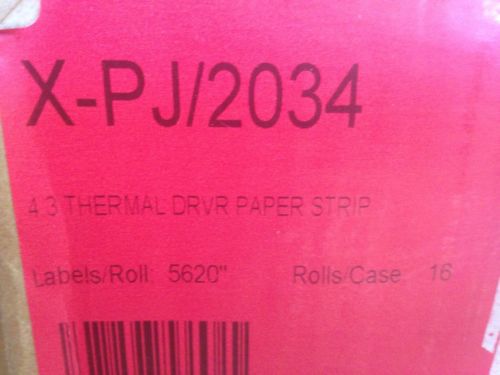 X-PJ/2034
4.3 THERMAL DRVR PAPER STRIP
Labels/Roll: 5620" Rolls/Case 16